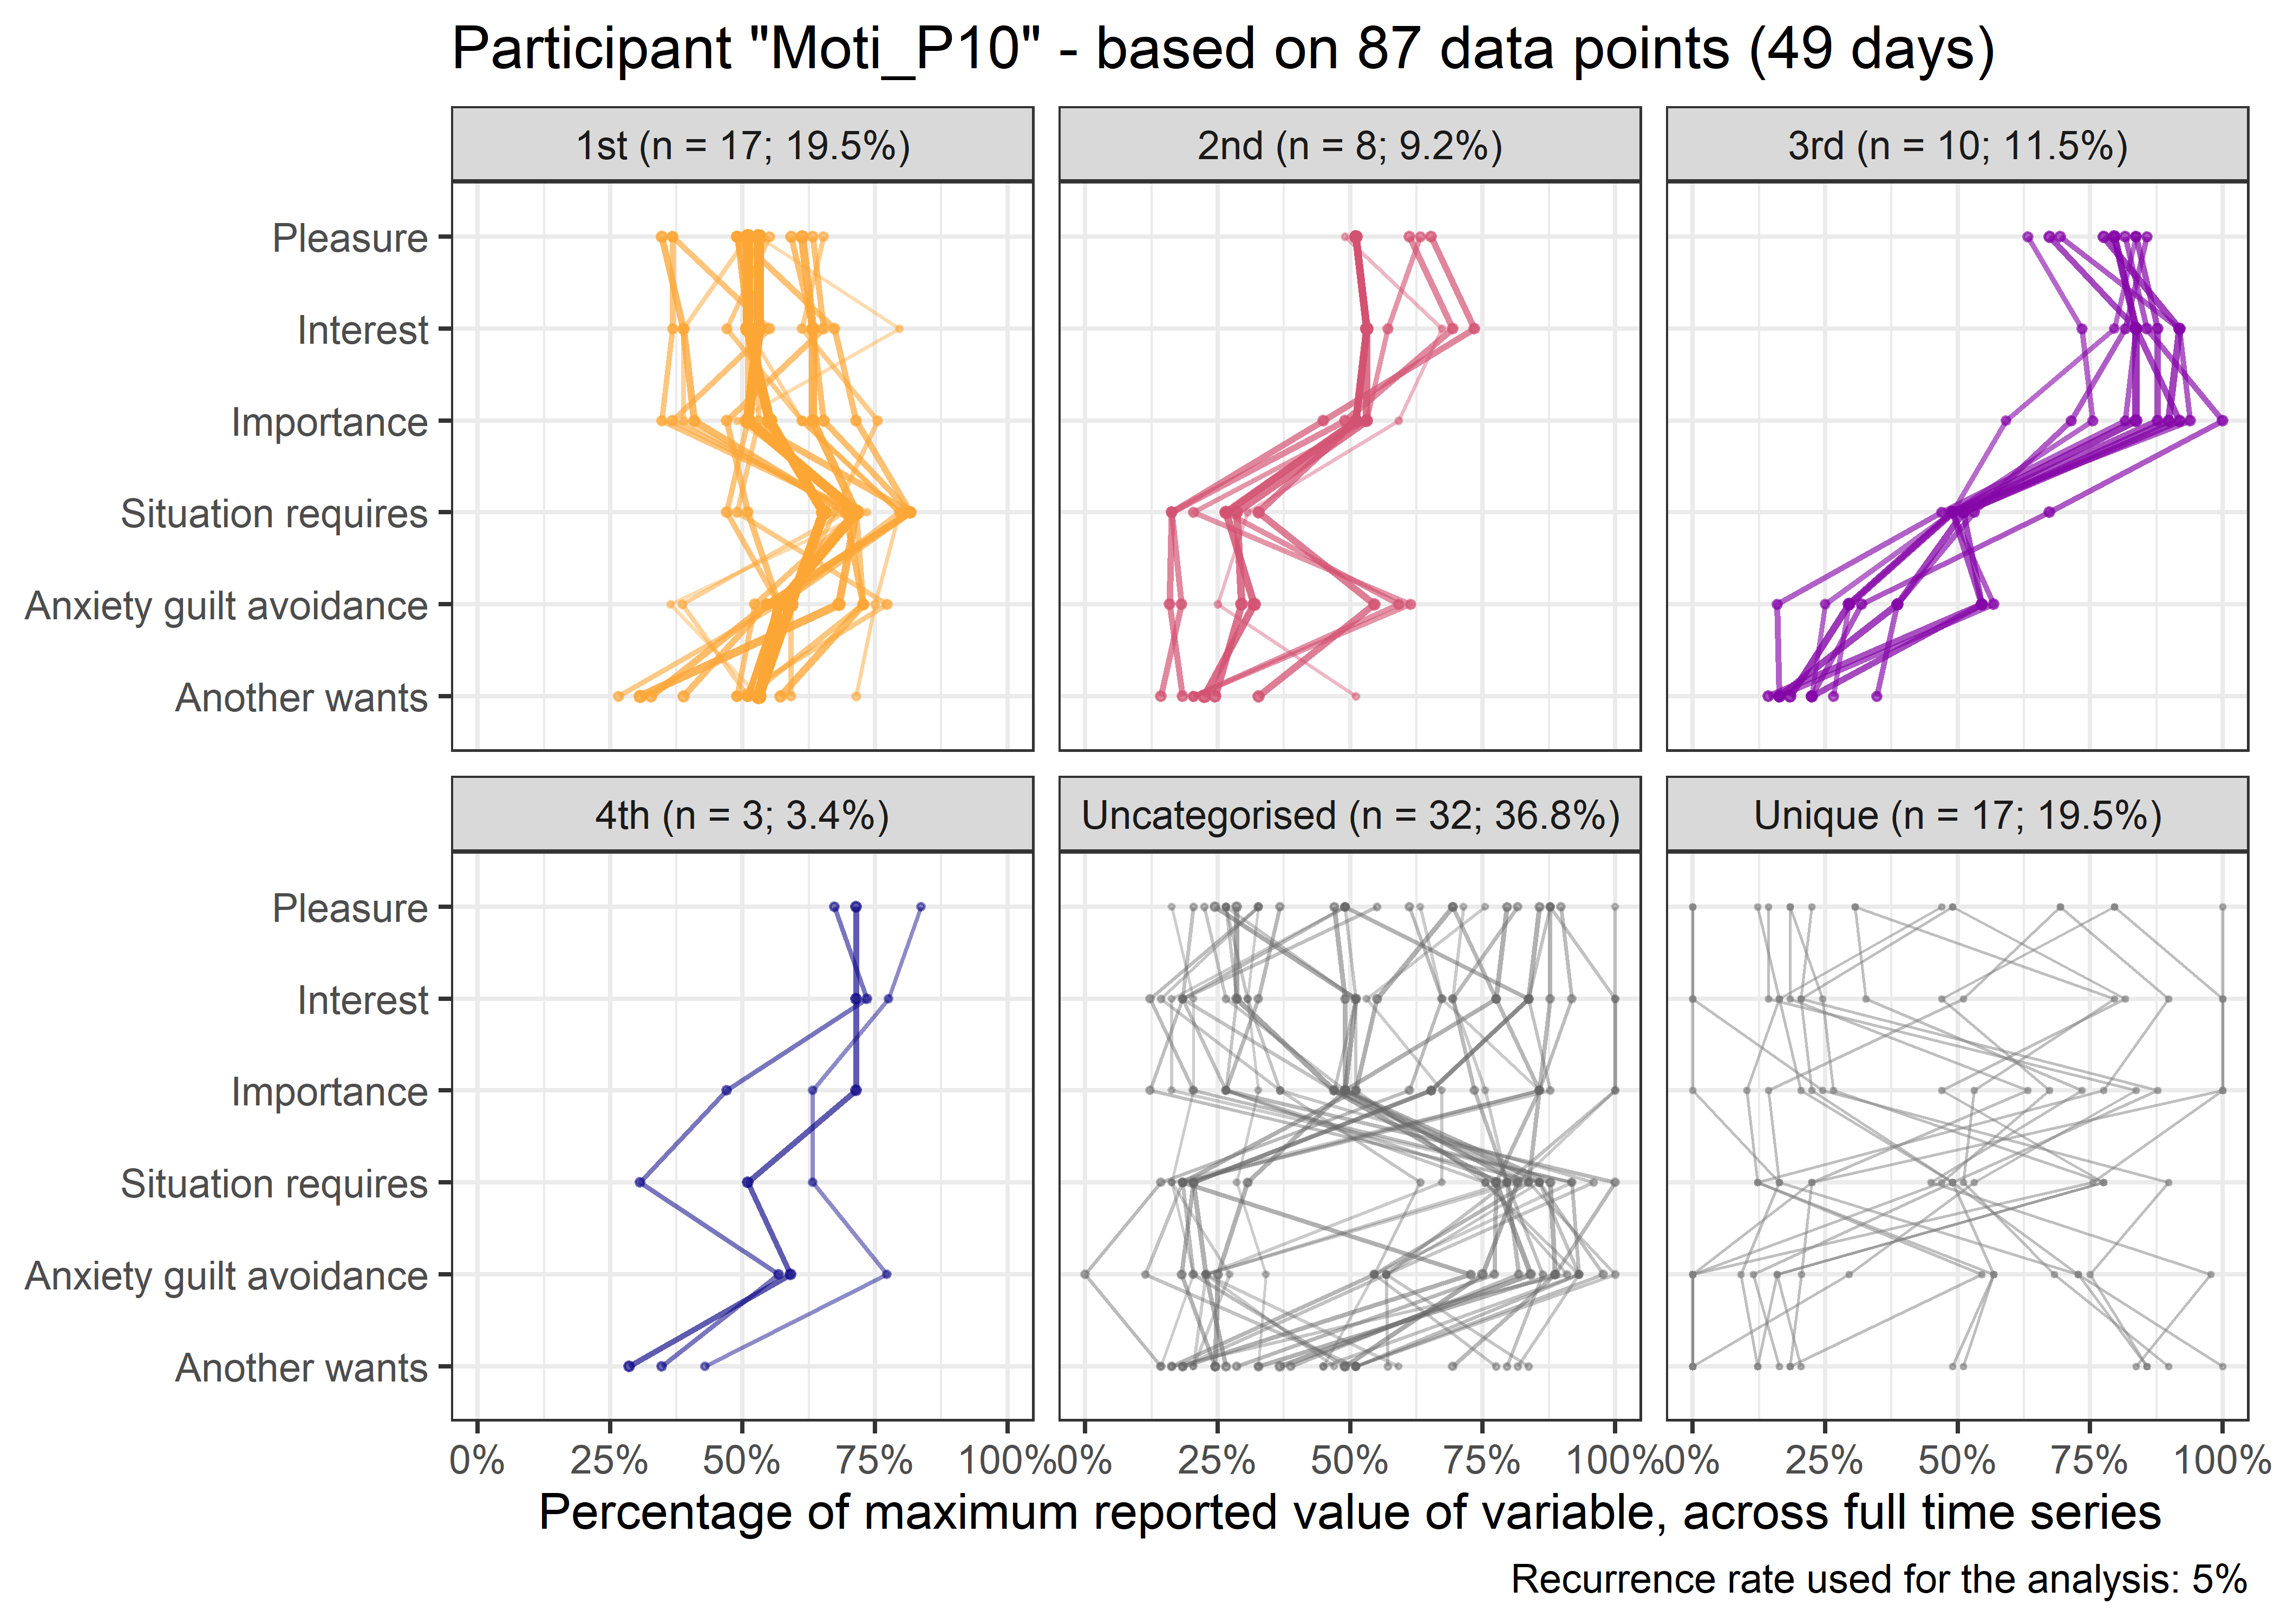 Participant "Moti_P10" - based on 87 data points (49 days)
1st (n = 17; 19.5%)
2nd (n = 8; 9.2%)
3rd (n = 10; 11.5%)
Pleasure
Interest
Importance
Situation requires
Anxiety guilt avoidance
Another wants
4th (n = 3; 3.4%)
Uncategorised (n = 32; 36.8%)
Unique (n = 17; 19.5%)
Pleasure
Interest
Importance
Situation requires
Anxiety guilt avoidance
Another wants
0% 25% 50% 75% 100%
0% 25% 50% 75% 100%
0% 25% 50% 75% 100%
Percentage of maximum reported value of variable, across full time series
Recurrence rate used for the analysis: 5%